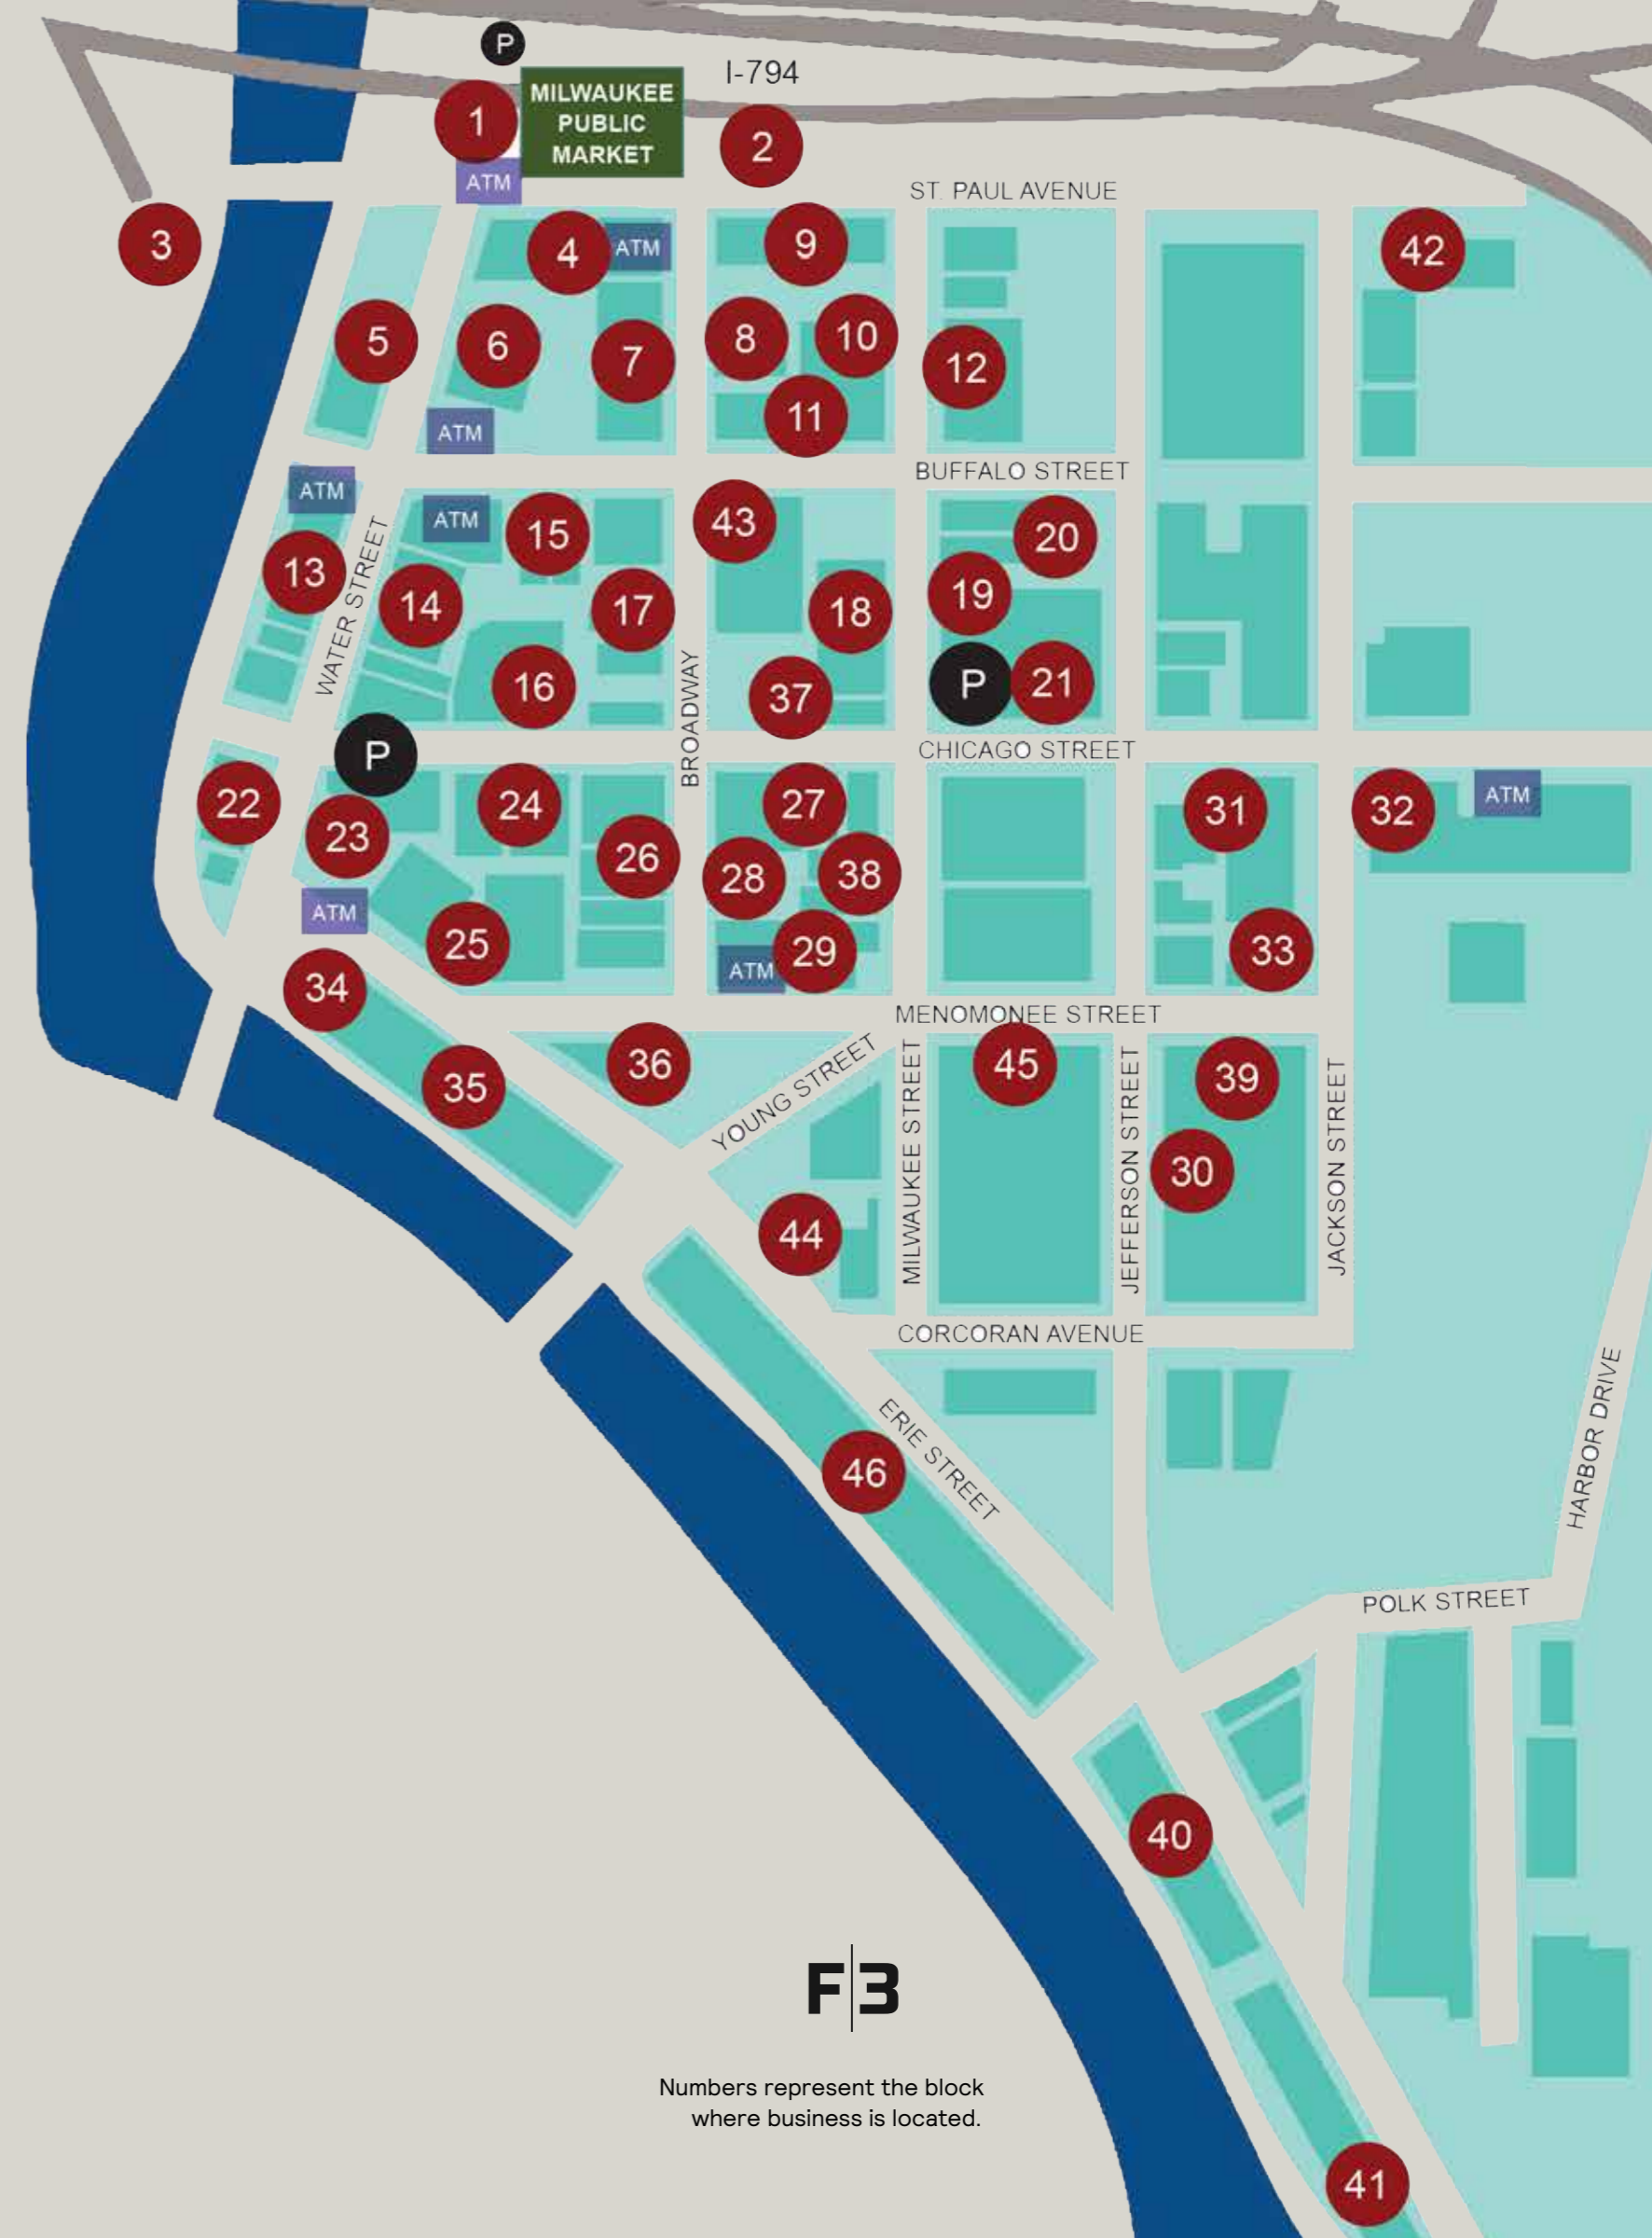 P
I-794
MILWAUKEE
PUBLIC
MARKET
1
2
ATM
ST. PAUL AVENUE
3
4
ATM
9
42
5
6
7
8
10
12
11
ATM
BUFFALO STREET
ATM
ATM
15
43
20
13
14
17
18
19
WATER STREET
16
BROADWAY
37
P
21
P
CHICAGO STREET
22
23
24
27
31
32
ATM
26
28
38
ATM
25
ATM
29
33
34
MENOMONEE STREET
35
36
YOUNG STREET
MILWAUKEE STREET
45
JEFFERSON STREET
39
JACKSON STREET
30
44
CORCORAN AVENUE
ERIE STREET
46
HARBOR DRIVE
POLK STREET
40
F|3
Numbers represent the block
where business is located.
41